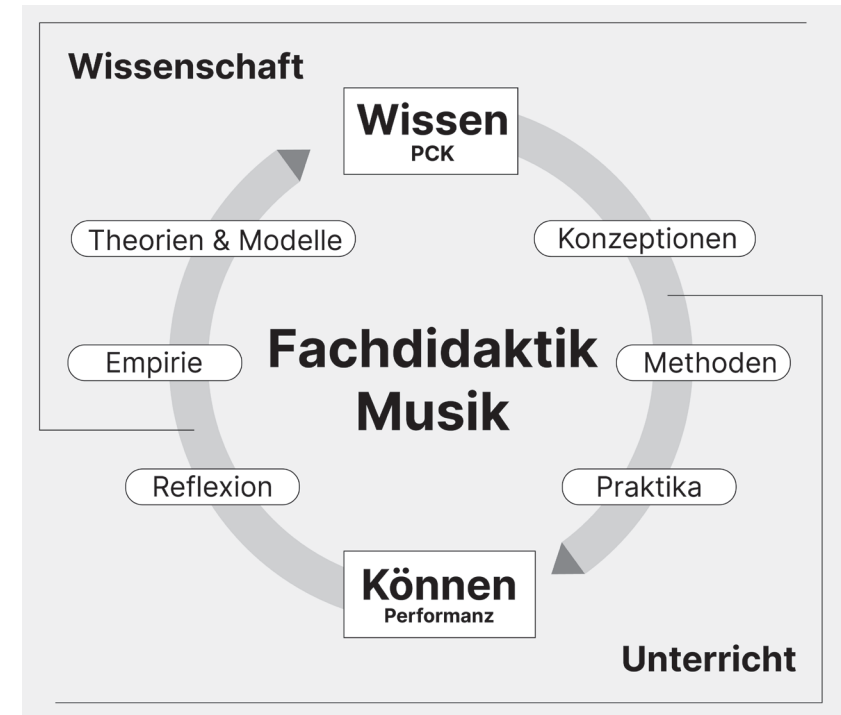 Wissenschaft
Wissen
PCK
Theorien & Modelle
Konzeptionen
Fachdidaktik
Musik
Empirie
Methoden
Reflexion
Praktika
Können
Performanz
Unterricht